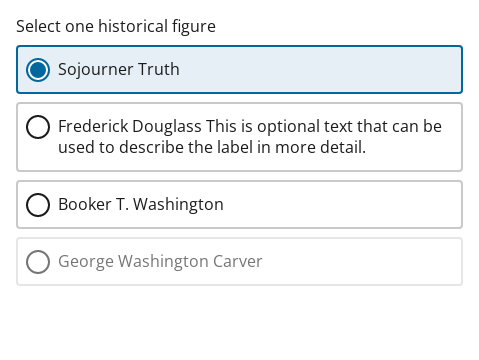 Select one historical figure
Sojourner Truth
Frederick Douglass This is optional text that can be
used to describe the label in more detail.
Booker T. Washington
George Washington Carver